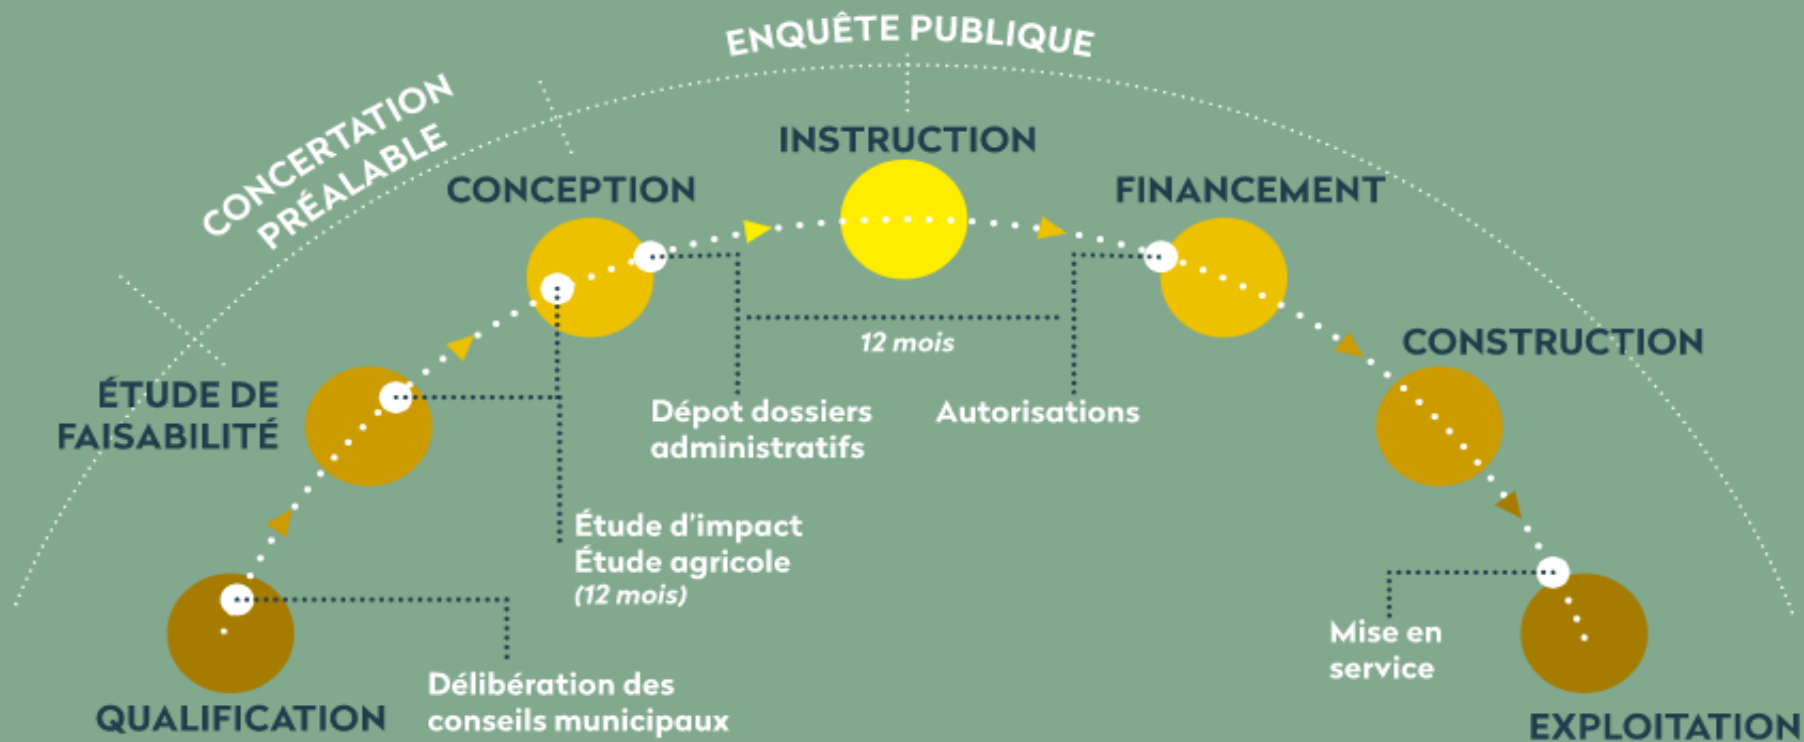 ENQUÊTE PUBLIQUE
CONCERTATION
PRÉALABLE
INSTRUCTION
CONCEPTION
FINANCEMENT
CONSTRUCTION
12 mois
ÉTUDE DE
FAISABILITÉ
Dépot dossiers
administratifs
Autorisations
Étude d'impact
Étude agricole
(12 mois)
Mise en
service
Délibération des
conseils municipaux
QUALIFICATION
EXPLOITATION